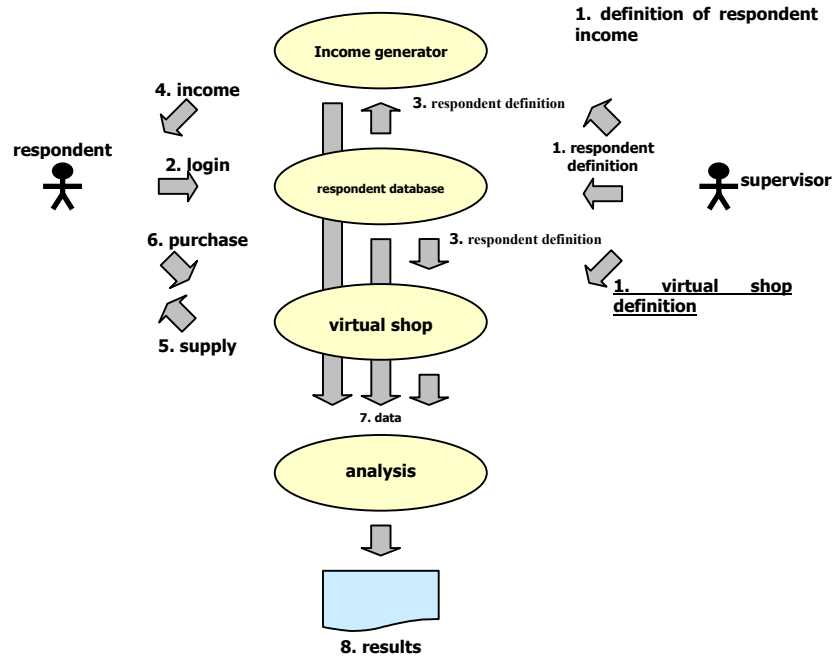 1. definition of respondent
income
Income generator
4. income
3. respondent definition
respondent
2. login
1. respondent
definition
respondent database
supervisor
6. purchase
3. respondent definition
1. virtual shop
definition
virtual shop
5. supply
7. data
analysis
8. results